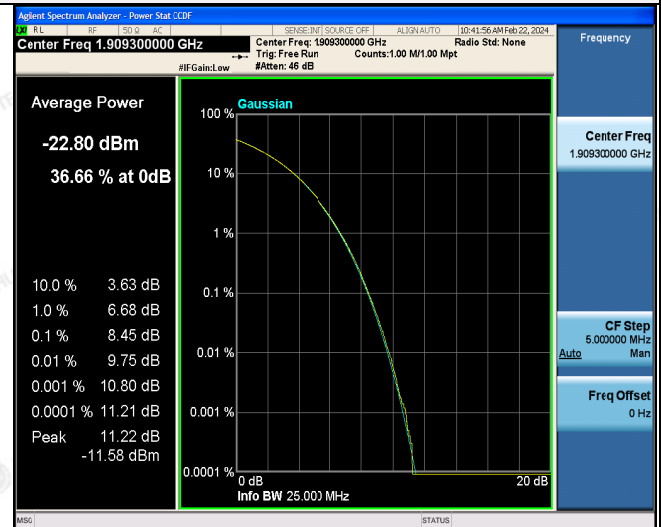 Agilent Spectrum Analyzer - Power Stat CCDF
LXI RL RF 50 Ω AC SENSE:INT SOURCE OFF ALIGN AUTO 10:41:56 AM Feb 22, 2024
Center Freq 1.909300000 GHz
Center Freq: 1.909300000 GHz Radio Std: None
Trig: Free Run Counts:1.00 M/1.00 Mpt
#IFGain:Low #Atten: 46 dB
Frequency
Average Power
-22.80 dBm
36.66 % at 0dB
10.0 % 3.63 dB
1.0 % 6.68 dB
0.1 % 8.45 dB
0.01 % 9.75 dB
0.001 % 10.80 dB
0.0001 % 11.21 dB
Peak 11.22 dB
-11.58 dBm
Gaussian
100 %
10 %
1 %
0.1 %
0.01 %
0.001 %
0.0001 %
0 dB 20 dB
Info BW 25.000 MHz
Center Freq
1.909300000 GHz
CF Step
5.000000 MHz
Auto Man
Freq Offset
0 Hz
MSG STATUS